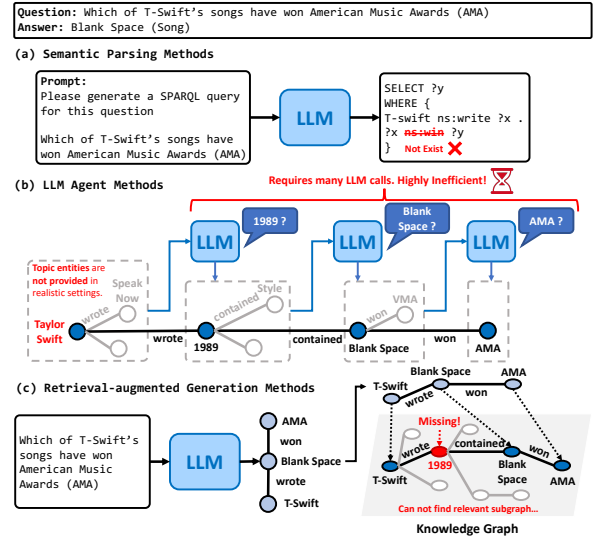 Question: Which of T-Swift's songs have won American Music Awards (AMA)
Answer: Blank Space (Song)
(a) Semantic Parsing Methods
Prompt:
Please generate a SPARQL query
for this question
Which of T-Swift's songs have
won American Music Awards (AMA)
LLM
SELECT ?y
WHERE {
T-swift ns:write ?x .
?x ns:win ?y
} Not Exist
(b) LLM Agent Methods
Requires many LLM calls. Highly Inefficient!
LLM
1989 ?
LLM
Blank
Space ?
LLM
AMA ?
Topic entities are
not provided in
realistic settings.
Speak
Now
wrote
Style
contained
VMA
won
Taylor
Swift
wrote
1989
contained
Blank Space
won
AMA
(c) Retrieval-augmented Generation Methods
Which of T-Swift's
songs have won
American Music
Awards (AMA)
LLM
AMA
won
Blank Space
wrote
T-Swift
T-Swift
wrote
Blank Space
won
AMA
Missing!
T-Swift
wrote
1989
contained
Blank
Space
won
AMA
Can not find relevant subgraph…
Knowledge Graph